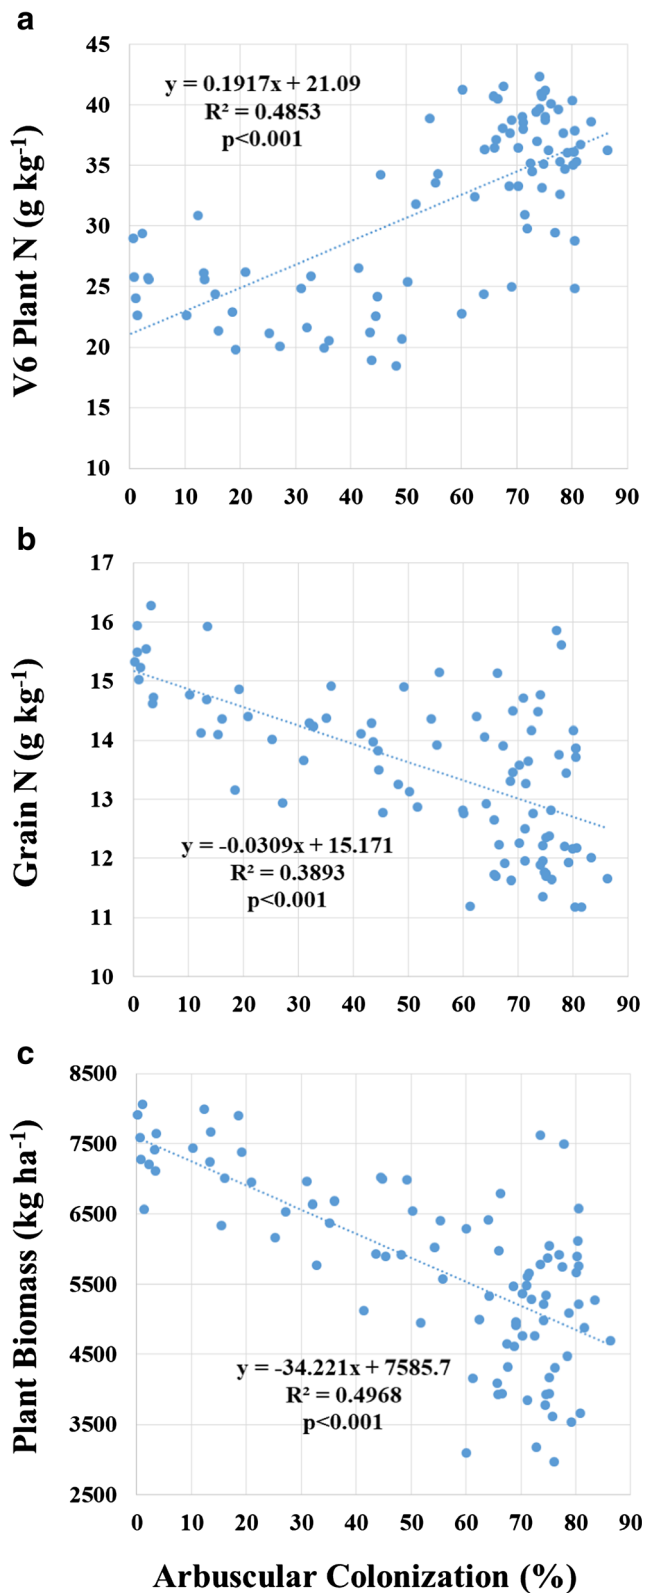 a
V6 Plant N (g kg⁻¹)
45
40
35
30
25
20
15
10
y = 0.1917x + 21.09
R² = 0.4853
p<0.001
0 10 20 30 40 50 60 70 80 90
b
Grain N (g kg⁻¹)
17
16
15
14
13
12
11
10
y = -0.0309x + 15.171
R² = 0.3893
p<0.001
0 10 20 30 40 50 60 70 80 90
c
Plant Biomass (kg ha⁻¹)
8500
7500
6500
5500
4500
3500
2500
y = -34.221x + 7585.7
R² = 0.4968
p<0.001
0 10 20 30 40 50 60 70 80 90
Arbuscular Colonization (%)